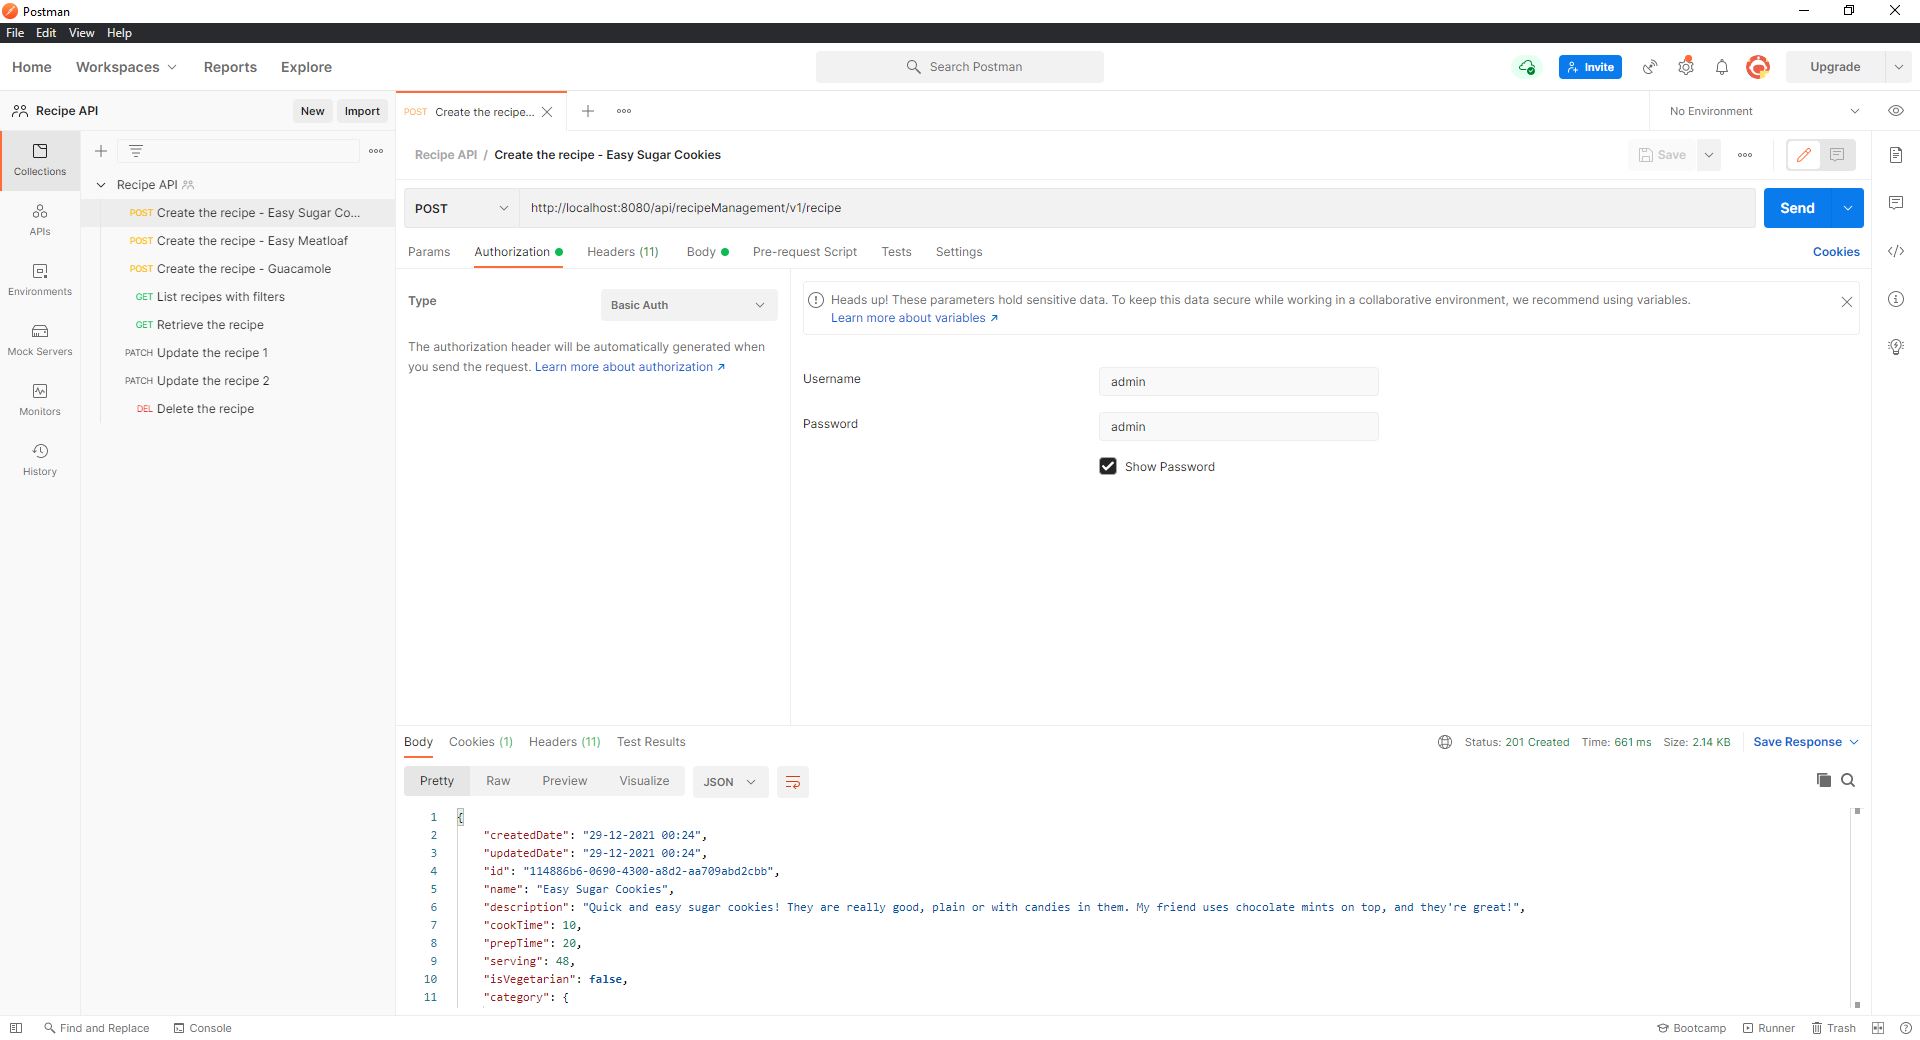 Postman
File Edit View Help
Home Workspaces Reports Explore Search Postman Invite Upgrade
Recipe API New Import POST Create the recipe... No Environment
Recipe API / Create the recipe - Easy Sugar Cookies Save
Collections
APIs
Environments
Mock Servers
Monitors
History
Recipe API
POST Create the recipe - Easy Sugar Co...
POST Create the recipe - Easy Meatloaf
POST Create the recipe - Guacamole
GET List recipes with filters
GET Retrieve the recipe
PATCH Update the recipe 1
PATCH Update the recipe 2
DEL Delete the recipe
POST http://localhost:8080/api/recipeManagement/v1/recipe Send
Params Authorization Headers (11) Body Pre-request Script Tests Settings Cookies
Type Basic Auth
The authorization header will be automatically generated when
you send the request. Learn more about authorization ↗
Heads up! These parameters hold sensitive data. To keep this data secure while working in a collaborative environment, we recommend using variables.
Learn more about variables ↗
Username admin
Password admin
Show Password
Body Cookies (1) Headers (11) Test Results Status: 201 Created Time: 661 ms Size: 2.14 KB Save Response
Pretty Raw Preview Visualize JSON
1 {
2 "createdDate": "29-12-2021 00:24",
3 "updatedDate": "29-12-2021 00:24",
4 "id": "114886b6-0690-4300-a8d2-aa709abd2cbb",
5 "name": "Easy Sugar Cookies",
6 "description": "Quick and easy sugar cookies! They are really good, plain or with candies in them. My friend uses chocolate mints on top, and they're great!",
7 "cookTime": 10,
8 "prepTime": 20,
9 "serving": 48,
10 "isVegetarian": false,
11 "category": {
Find and Replace Console Bootcamp Runner Trash